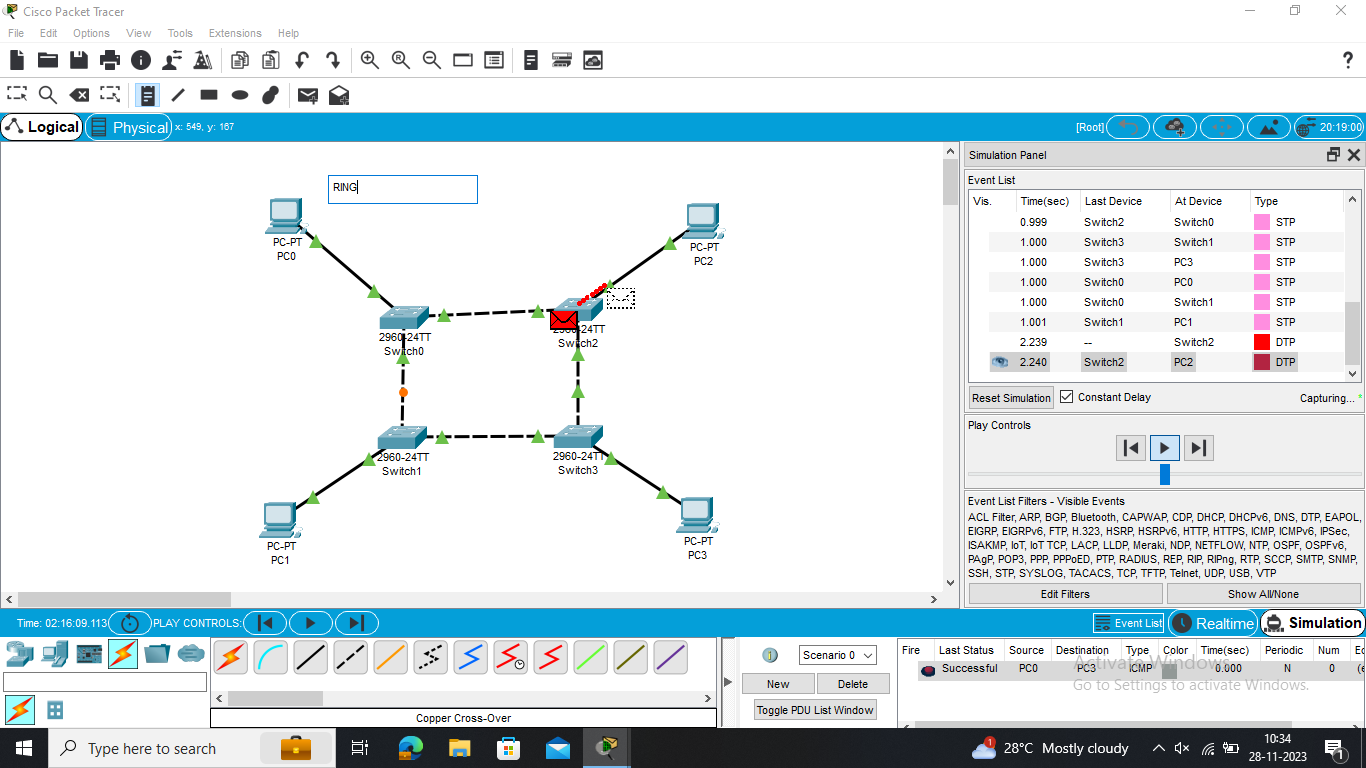 Cisco Packet Tracer
File Edit Options View Tools Extensions Help
Logical Physical x: 549, y: 167 [Root] 20:19:00
RING
PC-PT
PC0
PC-PT
PC2
2960-24TT
Switch0
2960-24TT
Switch2
2960-24TT
Switch1
2960-24TT
Switch3
PC-PT
PC1
PC-PT
PC3
Simulation Panel
Event List
Vis. Time(sec) Last Device At Device Type
0.999 Switch2 Switch0 STP
1.000 Switch3 Switch1 STP
1.000 Switch3 PC3 STP
1.000 Switch0 PC0 STP
1.000 Switch0 Switch1 STP
1.001 Switch1 PC1 STP
2.239 -- Switch2 DTP
2.240 Switch2 PC2 DTP
Reset Simulation Constant Delay Capturing... *
Play Controls
Event List Filters - Visible Events
ACL Filter, ARP, BGP, Bluetooth, CAPWAP, CDP, DHCP, DHCPv6, DNS, DTP, EAPOL,
EIGRP, EIGRPv6, FTP, H.323, HSRP, HSRPv6, HTTP, HTTPS, ICMP, ICMPv6, IPSec,
ISAKMP, IoT, IoT TCP, LACP, LLDP, Meraki, NDP, NETFLOW, NTP, OSPF, OSPFv6,
PAgP, POP3, PPP, PPPoED, PTP, RADIUS, REP, RIP, RIPng, RTP, SCCP, SMTP, SNMP,
SSH, STP, SYSLOG, TACACS, TCP, TFTP, Telnet, UDP, USB, VTP
Edit Filters Show All/None
Time: 02:16:09.113 PLAY CONTROLS: Event List Realtime Simulation
Copper Cross-Over
Scenario 0
New Delete
Toggle PDU List Window
Fire Last Status Source Destination Type Color Time(sec) Periodic Num Ed
Successful PC0 PC3 ICMP 0.000 N 0 (e
Activate Windows
Go to Settings to activate Windows.
Type here to search
1 28°C Mostly cloudy
10:34
28-11-2023
1